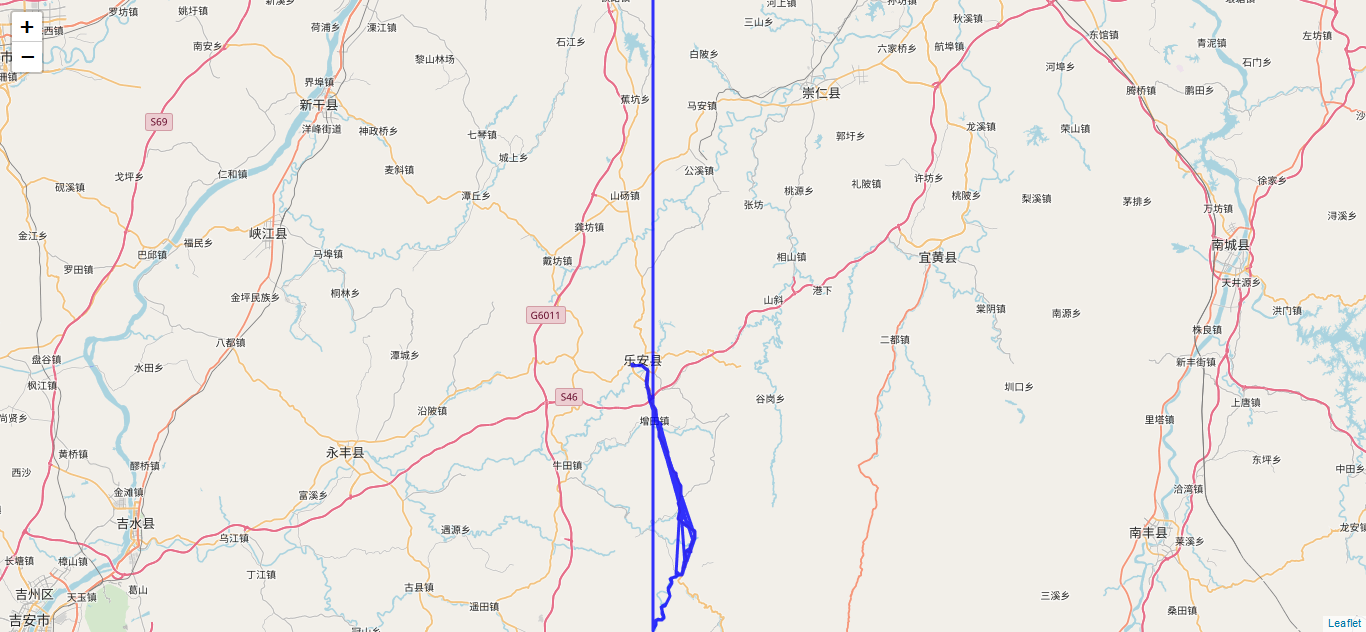 罗坊镇
姚圩镇
新溪乡
荷浦乡
溧江镇
河上镇
孙坊镇
秋溪镇
+
西镇
南安乡
石江乡
三山乡
东馆镇
青泥镇
左坊镇
−
市
黎山林场
白陂乡
六家桥乡
航埠镇
石门乡
界埠镇
河埠乡
新干县
蕉坑乡
马安镇
崇仁县
腾桥镇
鹏田乡
S69
洋峰街道
神政桥乡
七琴镇
郭圩乡
龙溪镇
荣山镇
城上乡
戈坪乡
仁和镇
麦斜镇
公溪镇
许坊乡
徐家乡
砚溪镇
潭丘乡
山砀镇
张坊
桃源乡
礼陂镇
桃陂乡
梨溪镇
茅排乡
万坊镇
浔溪乡
金江乡
福民乡
峡江县
龚坊镇
南城县
罗田镇
巴邱镇
马埠镇
戴坊镇
相山镇
宜黄县
天井源乡
金坪民族乡
桐林乡
山斜
港下
棠阴镇
南源乡
洪门镇
G6011
八都镇
二都镇
株良镇
盘谷镇
水田乡
潭城乡
乐安县
新丰街镇
枫江镇
S46
谷岗乡
圳口乡
上唐镇
尚贤乡
沿陂镇
里塔镇
黄桥镇
永丰县
西沙
醪桥镇
牛田镇
东坪乡
中田乡
金滩镇
富溪乡
洽湾镇
吉水县
乌江镇
遇源乡
南丰县
莱溪乡
龙安镇
长塘镇
樟山镇
丁江镇
古县镇
吉州区
天玉镇
葛山
瑶田镇
三溪乡
吉安市
桑田镇
冠山乡
Leaflet